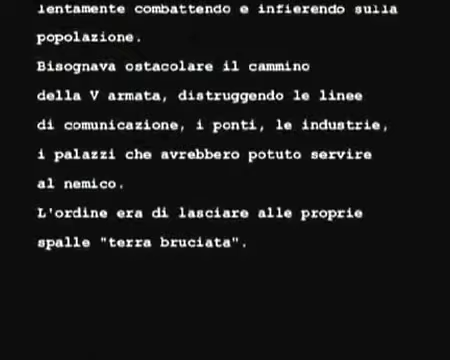 lentamente combattendo e infierendo sulla
popolazione.
Bisognava ostacolare il cammino
della V armata, distruggendo le linee
di comunicazione, i ponti, le industrie,
i palazzi che avrebbero potuto servire
al nemico.
L'ordine era di lasciare alle proprie
spalle "terra bruciata".